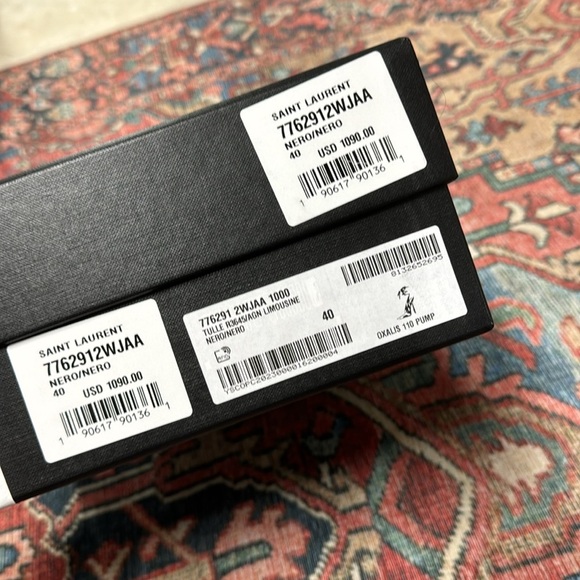 SAINT LAURENT
7762912WJAA
NERO/NERO
40 USD 1090.00
1 90617 90136 1
776291 2WJAA 1000
TULLE R3645/AGN LIMOUSINE
NERO/NERO
40
YSCOPC2023000016200004
0132652695
OXALIS 110 PUMP
SAINT LAURENT
7762912WJAA
NERO/NERO
40 USD 1090.00
1 90617 90136 1